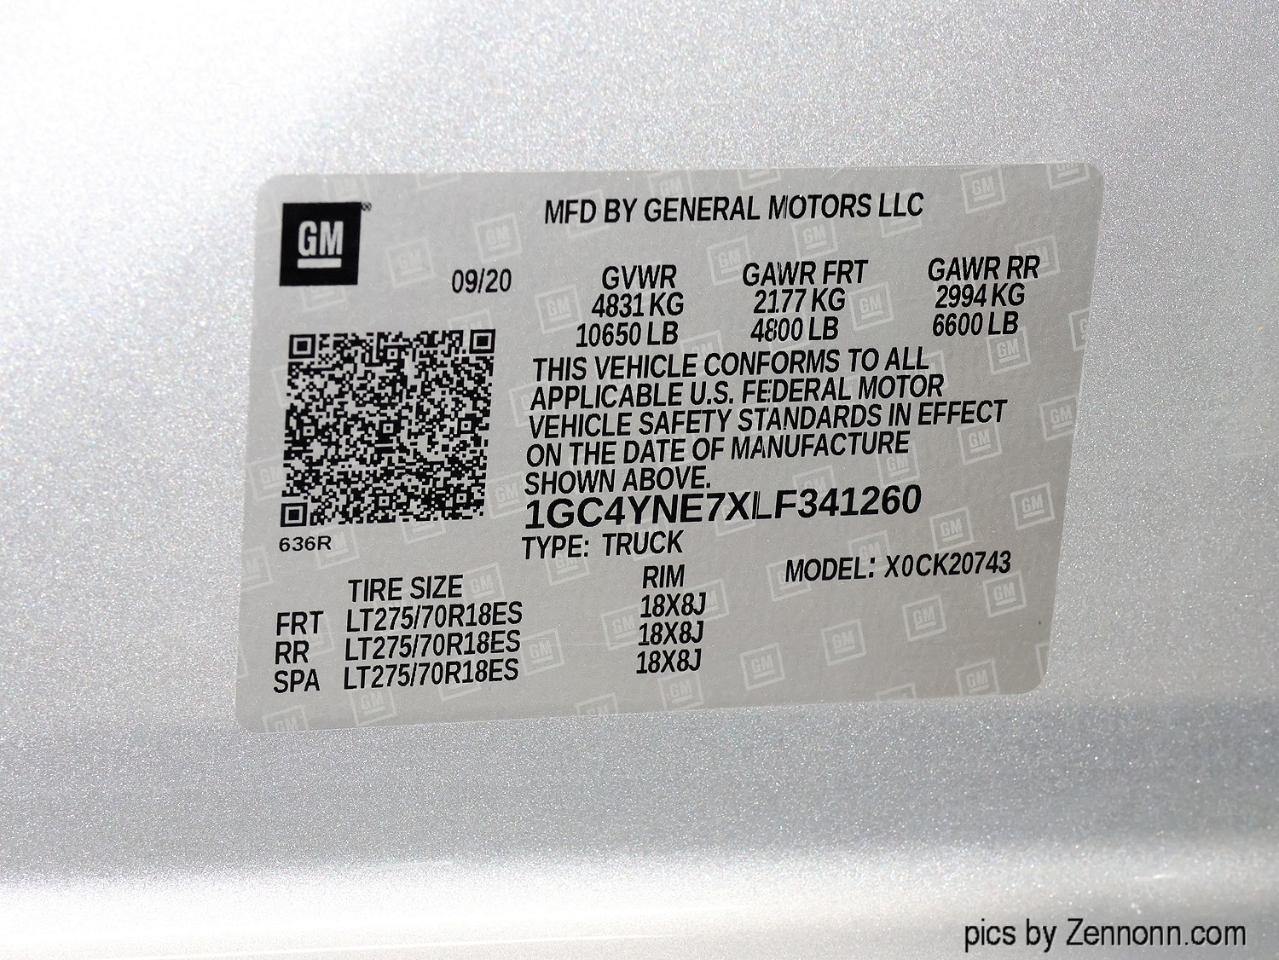 GM®
MFD BY GENERAL MOTORS LLC
09/20
GVWR GAWR FRT GAWR RR
4831 KG 2177 KG 2994 KG
10650 LB 4800 LB 6600 LB
THIS VEHICLE CONFORMS TO ALL
APPLICABLE U.S. FEDERAL MOTOR
VEHICLE SAFETY STANDARDS IN EFFECT
ON THE DATE OF MANUFACTURE
SHOWN ABOVE.
1GC4YNE7XLF341260
636R
TYPE: TRUCK
MODEL: X0CK20743
TIRE SIZE RIM
FRT LT275/70R18ES 18X8J
RR LT275/70R18ES 18X8J
SPA LT275/70R18ES 18X8J
pics by Zennonn.com